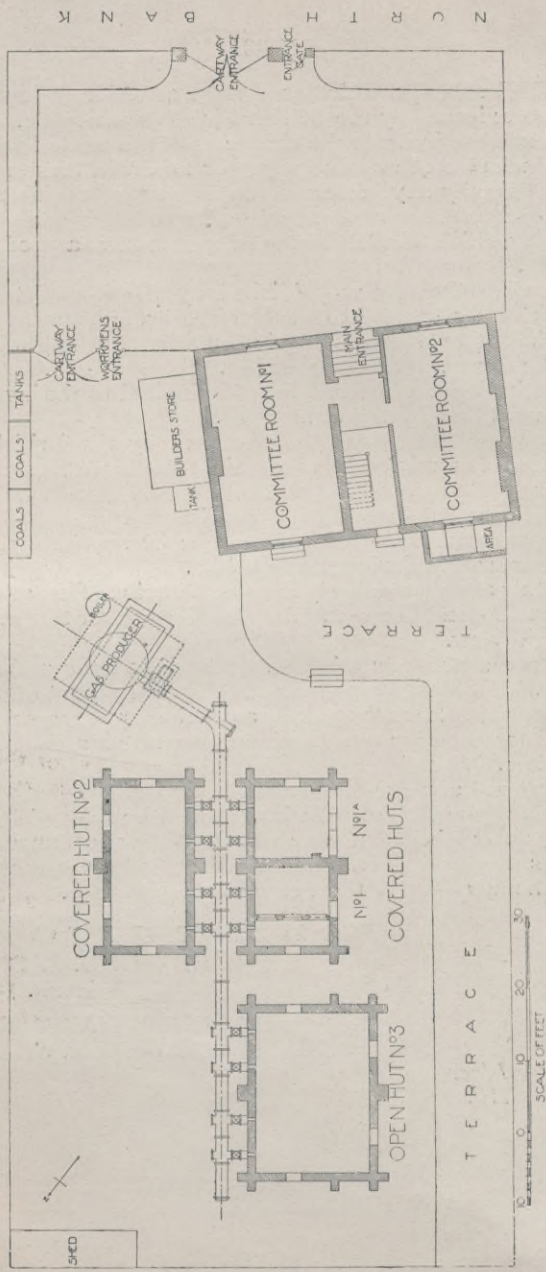 NORTH BANK
CARTWAY
ENTRANCE
ENTRANCE
GATE
TANKS
COALS
COALS
CARTWAY
ENTRANCE
WORKMENS
ENTRANCE
BUILDERS STORE
TANK
COMMITTEE ROOM Nº1
MAIN
ENTRANCE
COMMITTEE ROOM Nº2
AREA
TERRACE
BOILER
GAS PRODUCER
COVERED HUT Nº2
Nº1
Nº1ᴬ
COVERED HUTS
OPEN HUT Nº3
SHED
TERRACE
10 0 10 20 30
SCALE OF FEET